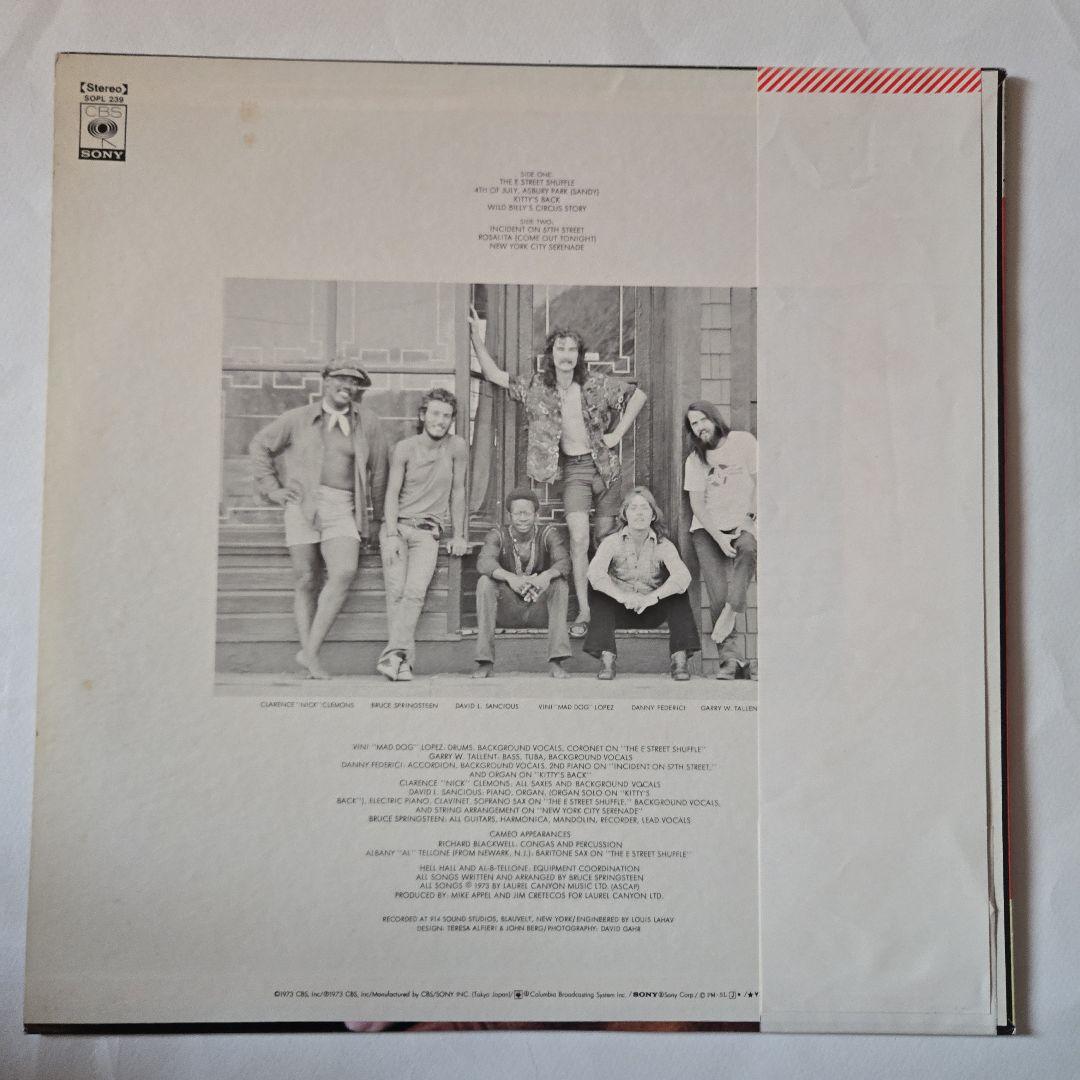 【Stereo】
SOPL 239
CBS
SONY
SIDE ONE:
THE E STREET SHUFFLE
4TH OF JULY, ASBURY PARK (SANDY)
KITTY'S BACK
WILD BILLY'S CIRCUS STORY
SIDE TWO:
INCIDENT ON 57TH STREET
ROSALITA (COME OUT TONIGHT)
NEW YORK CITY SERENADE
CLARENCE "NICK" CLEMONS BRUCE SPRINGSTEEN DAVID L. SANCIOUS VINI "MAD DOG" LOPEZ DANNY FEDERICI GARRY W. TALLEN
VINI "MAD DOG" LOPEZ: DRUMS, BACKGROUND VOCALS, CORONET ON "THE E STREET SHUFFLE"
GARRY W. TALLENT: BASS, TUBA, BACKGROUND VOCALS
DANNY FEDERICI: ACCORDION, BACKGROUND VOCALS, 2ND PIANO ON "INCIDENT ON 57TH STREET,"
AND ORGAN ON "KITTY'S BACK"
CLARENCE "NICK" CLEMONS: ALL SAXES AND BACKGROUND VOCALS
DAVID L. SANCIOUS: PIANO, ORGAN, (ORGAN SOLO ON "KITTY'S
BACK"), ELECTRIC PIANO, CLAVINET, SOPRANO SAX ON "THE E STREET SHUFFLE," BACKGROUND VOCALS,
AND STRING ARRANGEMENT ON "NEW YORK CITY SERENADE"
BRUCE SPRINGSTEEN: ALL GUITARS, HARMONICA, MANDOLIN, RECORDER, LEAD VOCALS
CAMEO APPEARANCES
RICHARD BLACKWELL: CONGAS AND PERCUSSION
ALBANY "AL" TELLONE (FROM NEWARK, N.J.): BARITONE SAX ON "THE E STREET SHUFFLE"
HELL HALL AND AL-B-TELLONE: EQUIPMENT COORDINATION
ALL SONGS WRITTEN AND ARRANGED BY BRUCE SPRINGSTEEN
ALL SONGS ℗ 1973 BY LAUREL CANYON MUSIC LTD. (ASCAP)
PRODUCED BY: MIKE APPEL AND JIM CRETECOS FOR LAUREL CANYON LTD.
RECORDED AT 914 SOUND STUDIOS, BLAUVELT, NEW YORK/ENGINEERED BY LOUIS LAHAV
DESIGN: TERESA ALFIERI & JOHN BERG/PHOTOGRAPHY: DAVID GAHR
©1973 CBS, Inc/℗1973 CBS, Inc/Manufactured by CBS/SONY INC. (Tokyo Japan)/ ®Columbia Broadcasting System Inc. /SONY®Sony Corp/© PM·SL J• /★Y